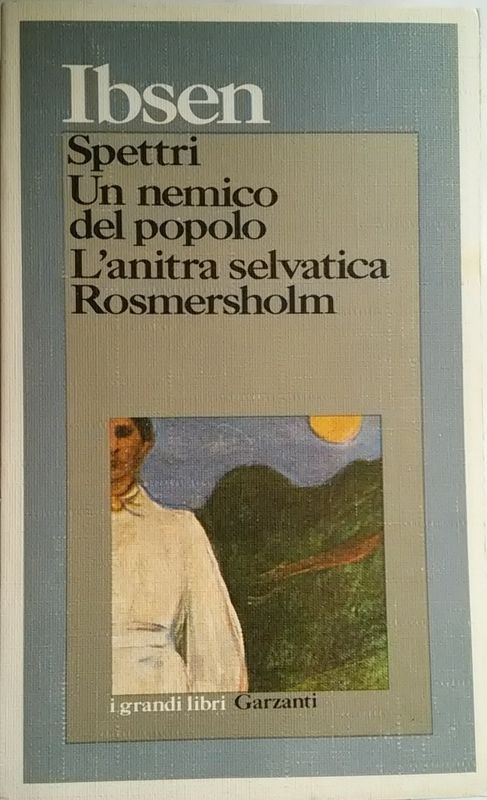 Ibsen
Spettri
Un nemico
del popolo
L'anitra selvatica
Rosmersholm
i grandi libri Garzanti